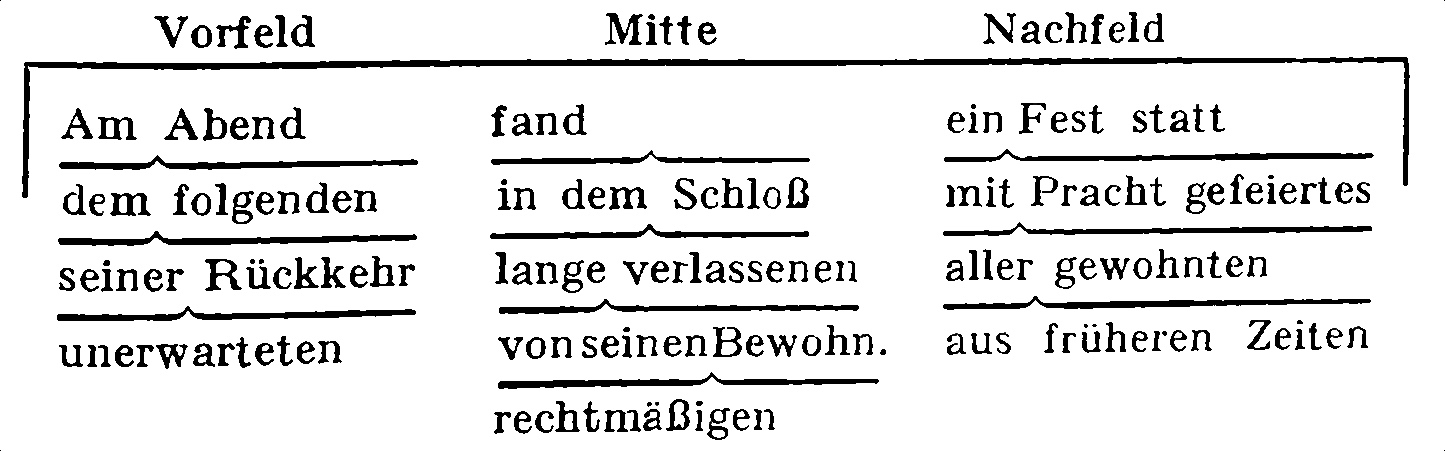 Vorfeld Mitte Nachfeld
Am Abend fand ein Fest statt
dem folgenden in dem Schloß mit Pracht gefeiertes
seiner Rückkehr lange verlassenen aller gewohnten
unerwarteten von seinen Bewohn. aus früheren Zeiten
rechtmäßigen